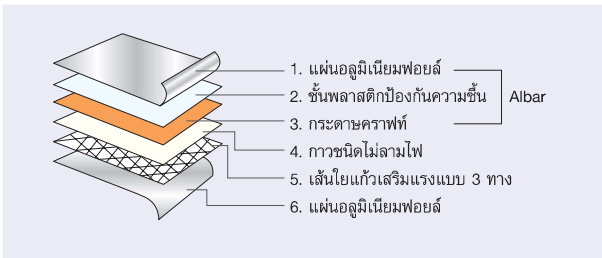 1. แผ่นอลูมิเนียมฟอยล์
2. ชั้นพลาสติกป้องกันความชื้น
Albar
3. กระดาษคราฟท์
4. กาวชนิดไม่ลามไฟ
5. เส้นใยแก้วเสริมแรงแบบ 3 ทาง
6. แผ่นอลูมิเนียมฟอยล์